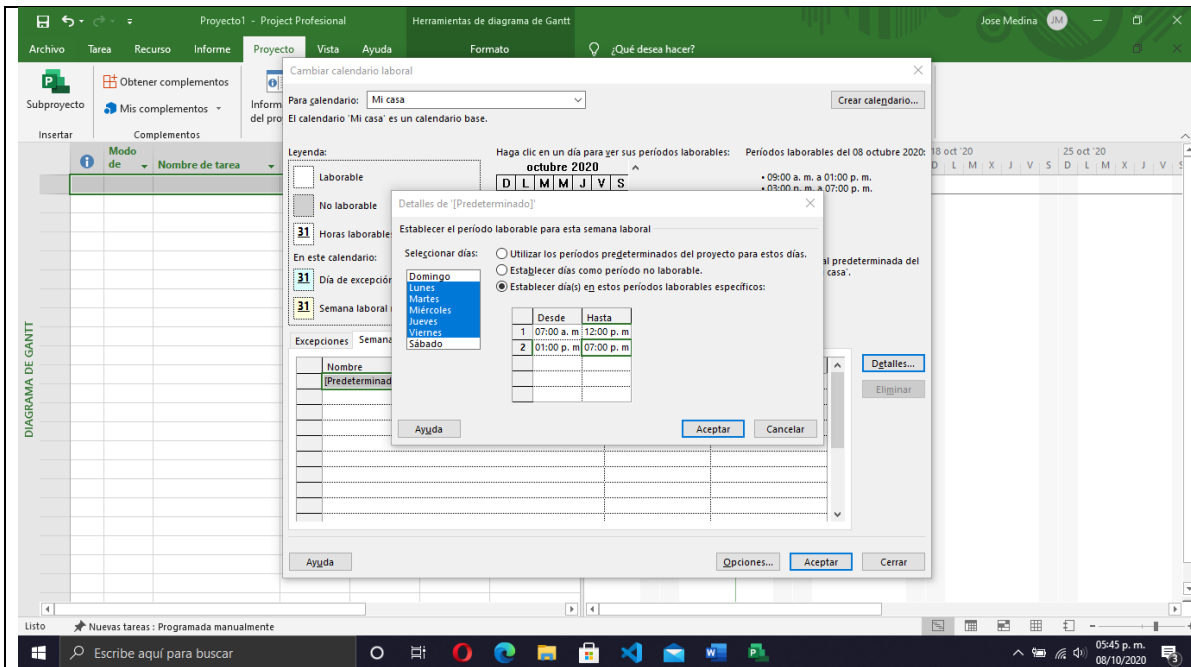 Proyecto1 - Project Profesional
Herramientas de diagrama de Gantt
Jose Medina
JM
Archivo Tarea Recurso Informe Proyecto Vista Ayuda Formato ¿Qué desea hacer?
Subproyecto
Insertar
Obtener complementos
Mis complementos
Complementos
Inform
del pro
Cambiar calendario laboral
Para calendario: Mi casa
Crear calendario...
El calendario 'Mi casa' es un calendario base.
Modo
de
Nombre de tarea
Leyenda:
Laborable
No laborable
31 Horas laborable
En este calendario:
31 Día de excepción
31 Semana laboral
Haga clic en un día para ver sus períodos laborables:
octubre 2020
D L M M J V S
Períodos laborables del 08 octubre 2020:
• 09:00 a. m. a 01:00 p. m.
• 03:00 p. m. a 07:00 p. m.
al predeterminada del
casa'.
18 oct '20 25 oct '20
D L M X J V S D L M X J V S
Detalles de '[Predeterminado]'
Establecer el período laborable para esta semana laboral
Seleccionar días:
Domingo
Lunes
Martes
Miércoles
Jueves
Viernes
Sábado
Utilizar los períodos predeterminados del proyecto para estos días.
Establecer días como período no laborable.
Establecer día(s) en estos períodos laborables específicos:
Desde Hasta
1 07:00 a. m 12:00 p. m
2 01:00 p. m 07:00 p. m
Ayuda Aceptar Cancelar
Excepciones Semana
Nombre
[Predeterminad
Detalles...
Eliminar
Ayuda Opciones... Aceptar Cerrar
DIAGRAMA DE GANTT
Listo Nuevas tareas : Programada manualmente
Escribe aquí para buscar
05:45 p. m.
08/10/2020
3